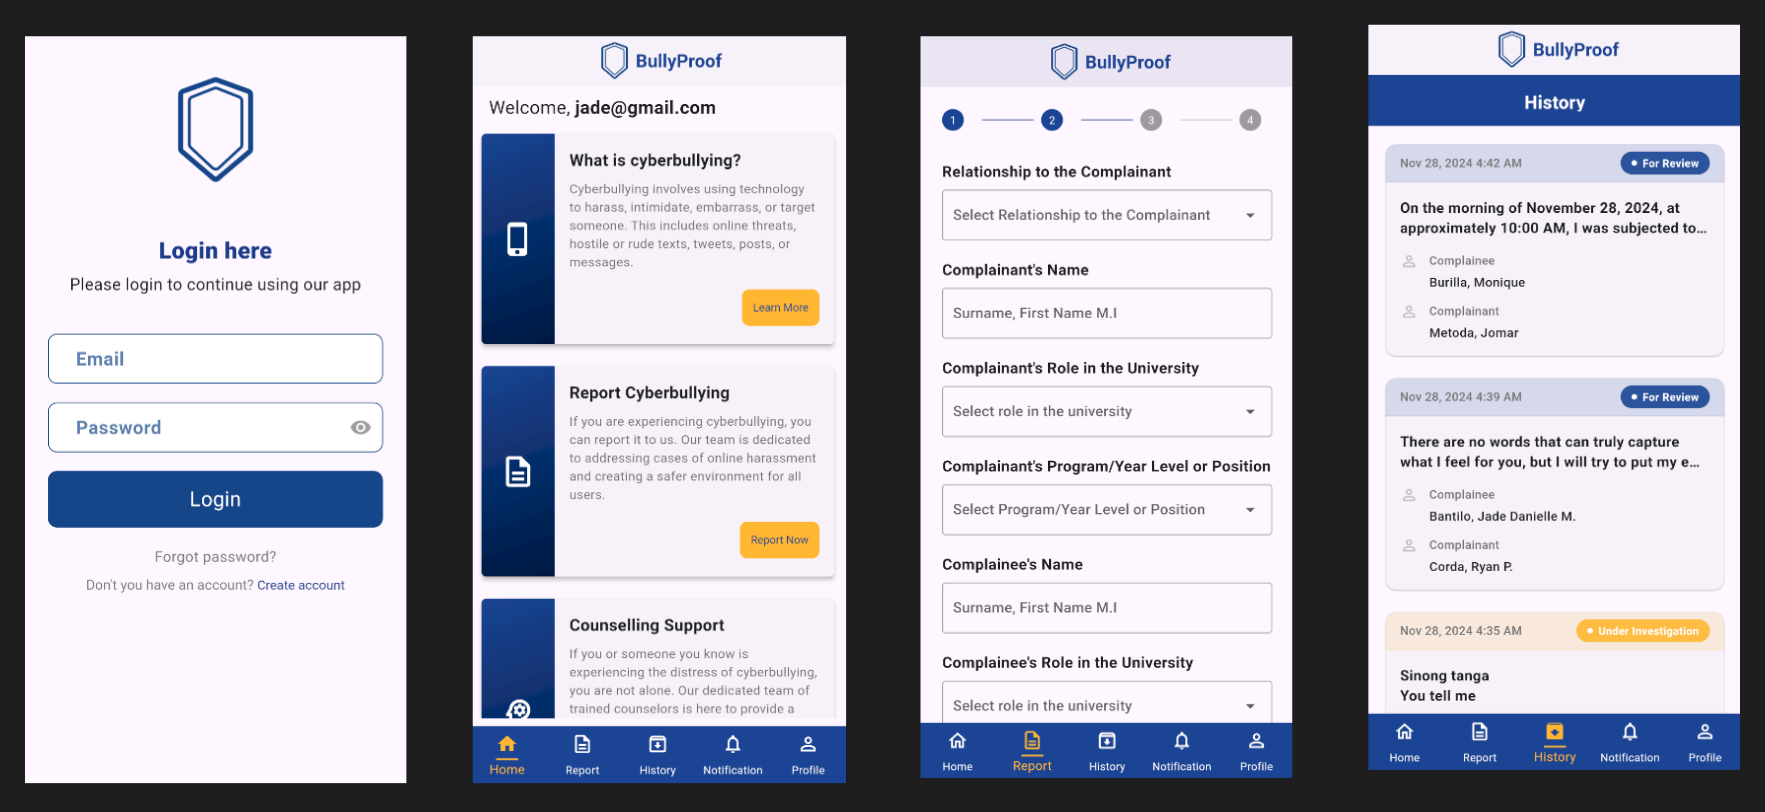 Login here
Please login to continue using our app
Email
Password
Login
Forgot password?
Don't you have an account? Create account
BullyProof
Welcome, jade@gmail.com
What is cyberbullying?
Cyberbullying involves using technology
to harass, intimidate, embarrass, or target
someone. This includes online threats,
hostile or rude texts, tweets, posts, or
messages.
Learn More
Report Cyberbullying
If you are experiencing cyberbullying, you
can report it to us. Our team is dedicated
to addressing cases of online harassment
and creating a safer environment for all
users.
Report Now
Counselling Support
If you or someone you know is
experiencing the distress of cyberbullying,
you are not alone. Our dedicated team of
trained counselors is here to provide a
Home Report History Notification Profile
BullyProof
1 2 3 4
Relationship to the Complainant
Select Relationship to the Complainant
Complainant's Name
Surname, First Name M.I
Complainant's Role in the University
Select role in the university
Complainant's Program/Year Level or Position
Select Program/Year Level or Position
Complainee's Name
Surname, First Name M.I
Complainee's Role in the University
Select role in the university
Home Report History Notification Profile
BullyProof
History
Nov 28, 2024 4:42 AM For Review
On the morning of November 28, 2024, at
approximately 10:00 AM, I was subjected to...
Complainee
Burilla, Monique
Complainant
Metoda, Jomar
Nov 28, 2024 4:39 AM For Review
There are no words that can truly capture
what I feel for you, but I will try to put my e...
Complainee
Bantilo, Jade Danielle M.
Complainant
Corda, Ryan P.
Nov 28, 2024 4:35 AM Under Investigation
Sinong tanga
You tell me
Home Report History Notification Profile